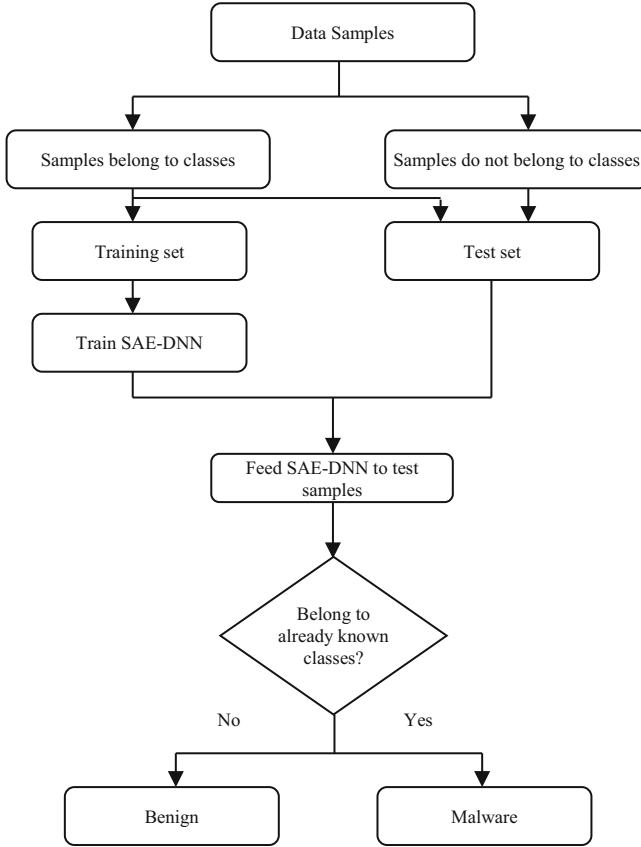 Data Samples
Samples belong to classes
Samples do not belong to classes
Training set
Test set
Train SAE-DNN
Feed SAE-DNN to test
samples
Belong to
already known
classes?
No
Yes
Benign
Malware